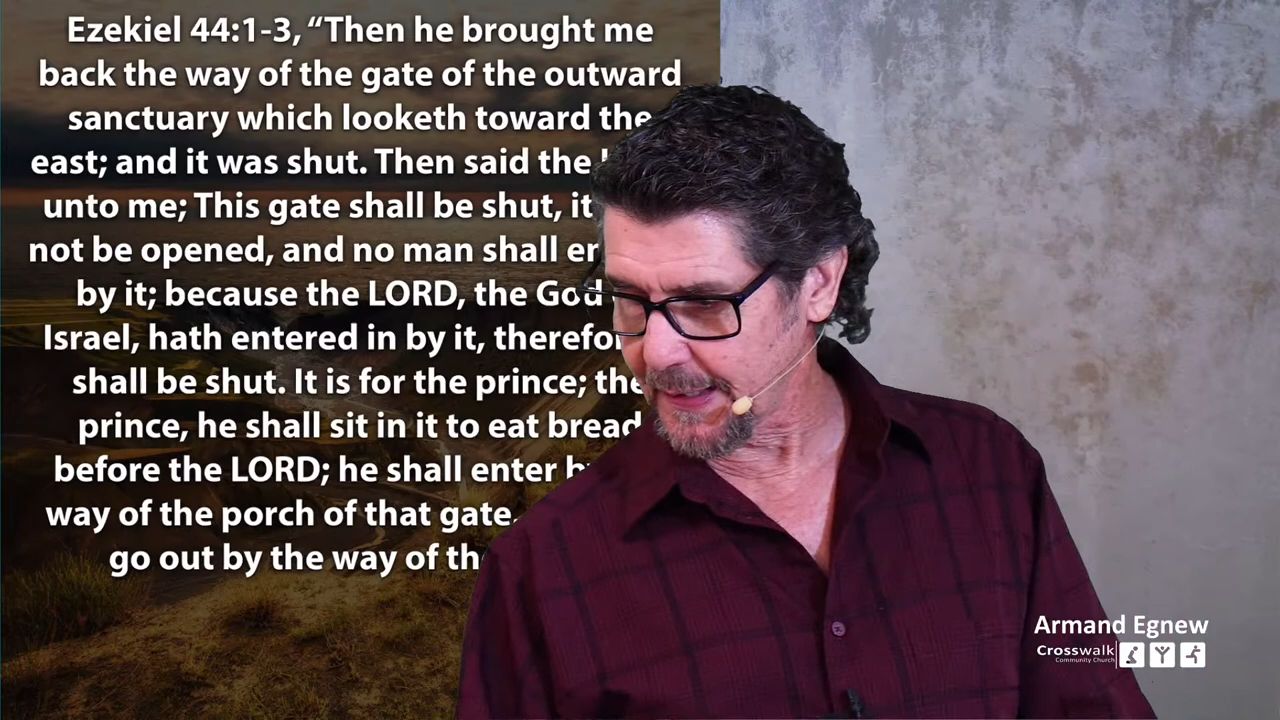 Ezekiel 44:1-3, “Then he brought me
back the way of the gate of the outward
sanctuary which looketh toward the
east; and it was shut. Then said the
unto me; This gate shall be shut, it
not be opened, and no man shall
by it; because the LORD, the God
Israel, hath entered in by it,
shall be shut. It is for the prince; the
prince, he shall sit in it to eat bread
before the LORD; he shall enter
way of the porch of that gate,
go out by the way of
Armand Egnew
Crosswalk
Community Church